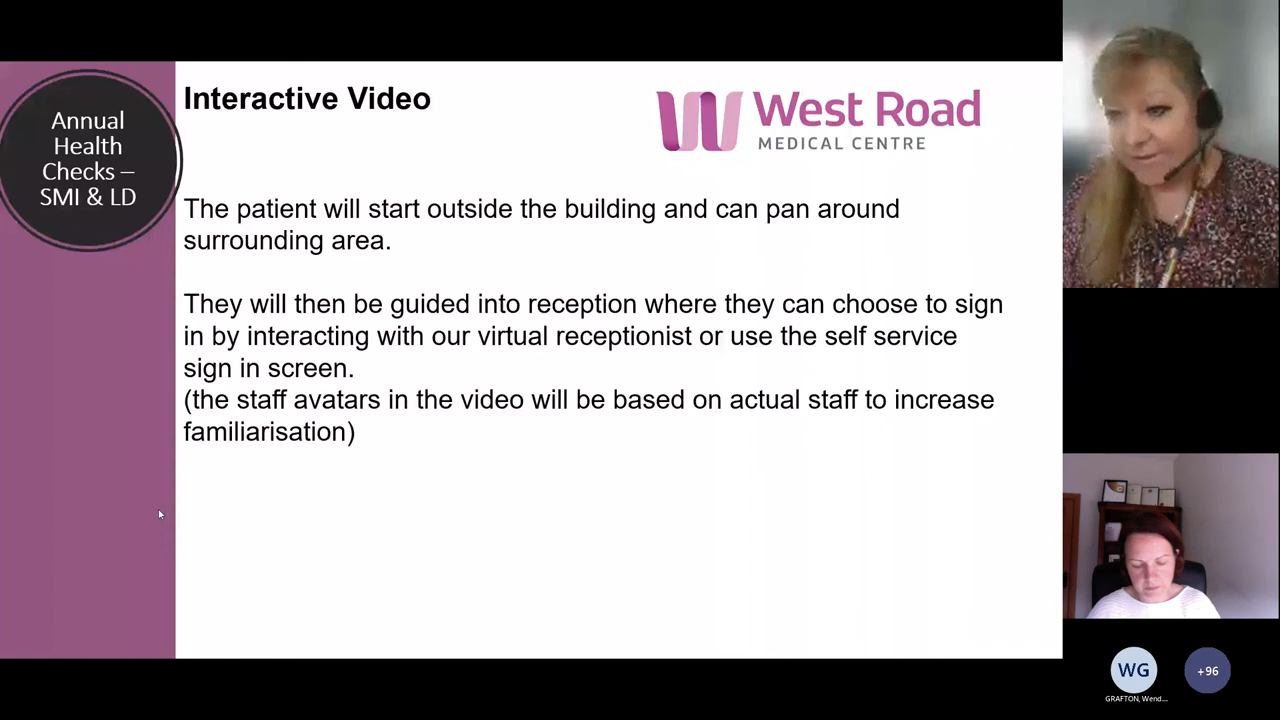 Annual
Health
Checks –
SMI & LD
Interactive Video
West Road
MEDICAL CENTRE
The patient will start outside the building and can pan around
surrounding area.
They will then be guided into reception where they can choose to sign
in by interacting with our virtual receptionist or use the self service
sign in screen.
(the staff avatars in the video will be based on actual staff to increase
familiarisation)
WG
+96
GRAFTON, Wend...